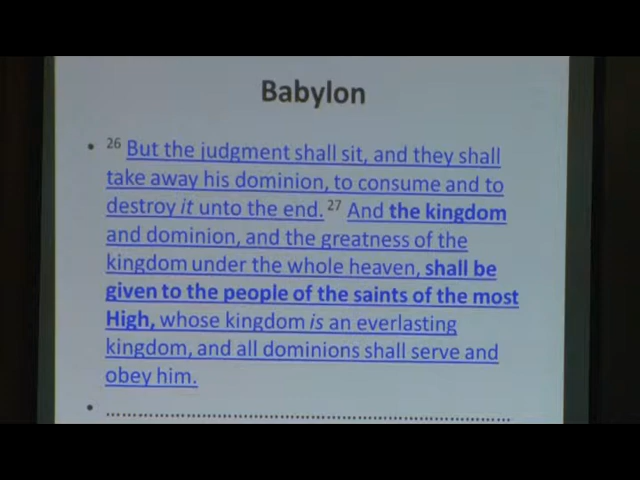 Babylon
• 26 But the judgment shall sit, and they shall
take away his dominion, to consume and to
destroy it unto the end. 27 And the kingdom
and dominion, and the greatness of the
kingdom under the whole heaven, shall be
given to the people of the saints of the most
High, whose kingdom is an everlasting
kingdom, and all dominions shall serve and
obey him.
• ................................................................